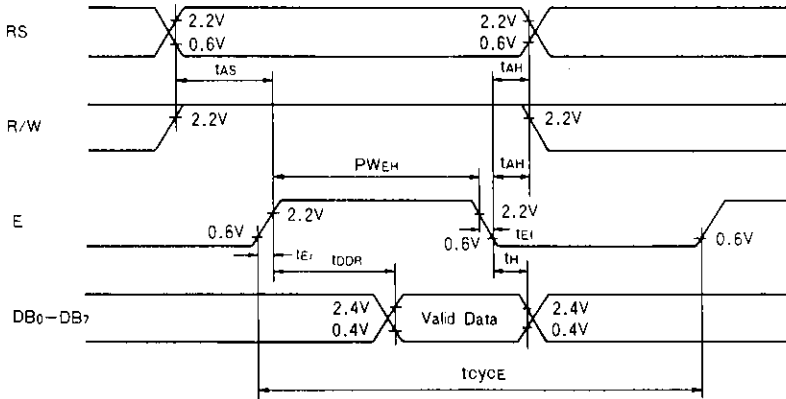 RS
2.2V
0.6V
2.2V
0.6V
tAS
tAH
R/W
2.2V
2.2V
tAH
PWEH
E
0.6V
2.2V
2.2V
0.6V
tEf
0.6V
tEr
tDDR
tH
DB0-DB7
2.4V
0.4V
Valid Data
2.4V
0.4V
tcycE